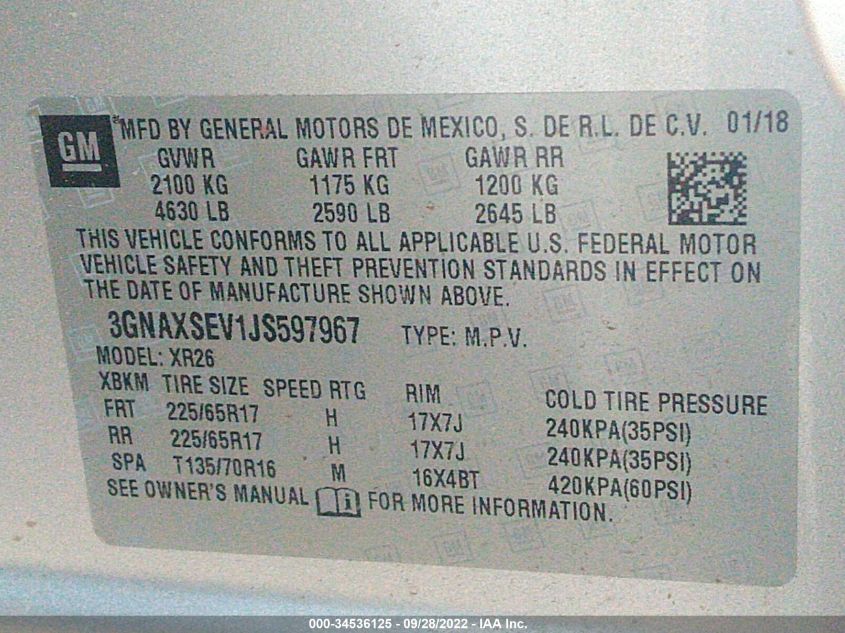 GM
MFD BY GENERAL MOTORS DE MEXICO, S. DE R.L. DE C.V. 01/18
GVWR GAWR FRT GAWR RR
2100 KG 1175 KG 1200 KG
4630 LB 2590 LB 2645 LB
THIS VEHICLE CONFORMS TO ALL APPLICABLE U.S. FEDERAL MOTOR
VEHICLE SAFETY AND THEFT PREVENTION STANDARDS IN EFFECT ON
THE DATE OF MANUFACTURE SHOWN ABOVE.
3GNAXSEV1JS597967 TYPE: M.P.V.
MODEL: XR26
XBKM TIRE SIZE SPEED RTG RIM COLD TIRE PRESSURE
FRT 225/65R17 H 17X7J 240KPA(35PSI)
RR 225/65R17 H 17X7J 240KPA(35PSI)
SPA T135/70R16 M 16X4BT 420KPA(60PSI)
SEE OWNER'S MANUAL i FOR MORE INFORMATION.
000-34536125 - 09/28/2022 - IAA Inc.